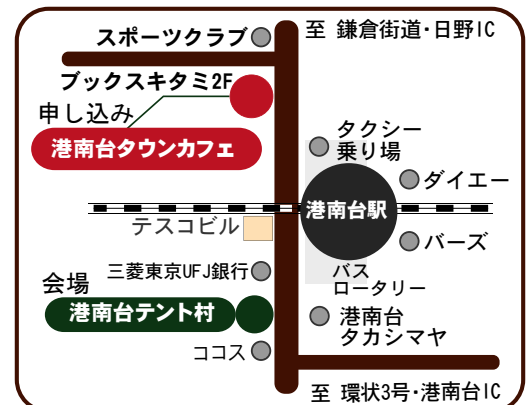 スポーツクラブ
至 鎌倉街道・日野IC
ブックスキタミ2F
申し込み
港南台タウンカフェ
タクシー
乗り場
ダイエー
港南台駅
テスコビル
バーズ
三菱東京UFJ銀行
バス
ロータリー
会場
港南台テント村
港南台
タカシマヤ
ココス
至 環状3号・港南台IC